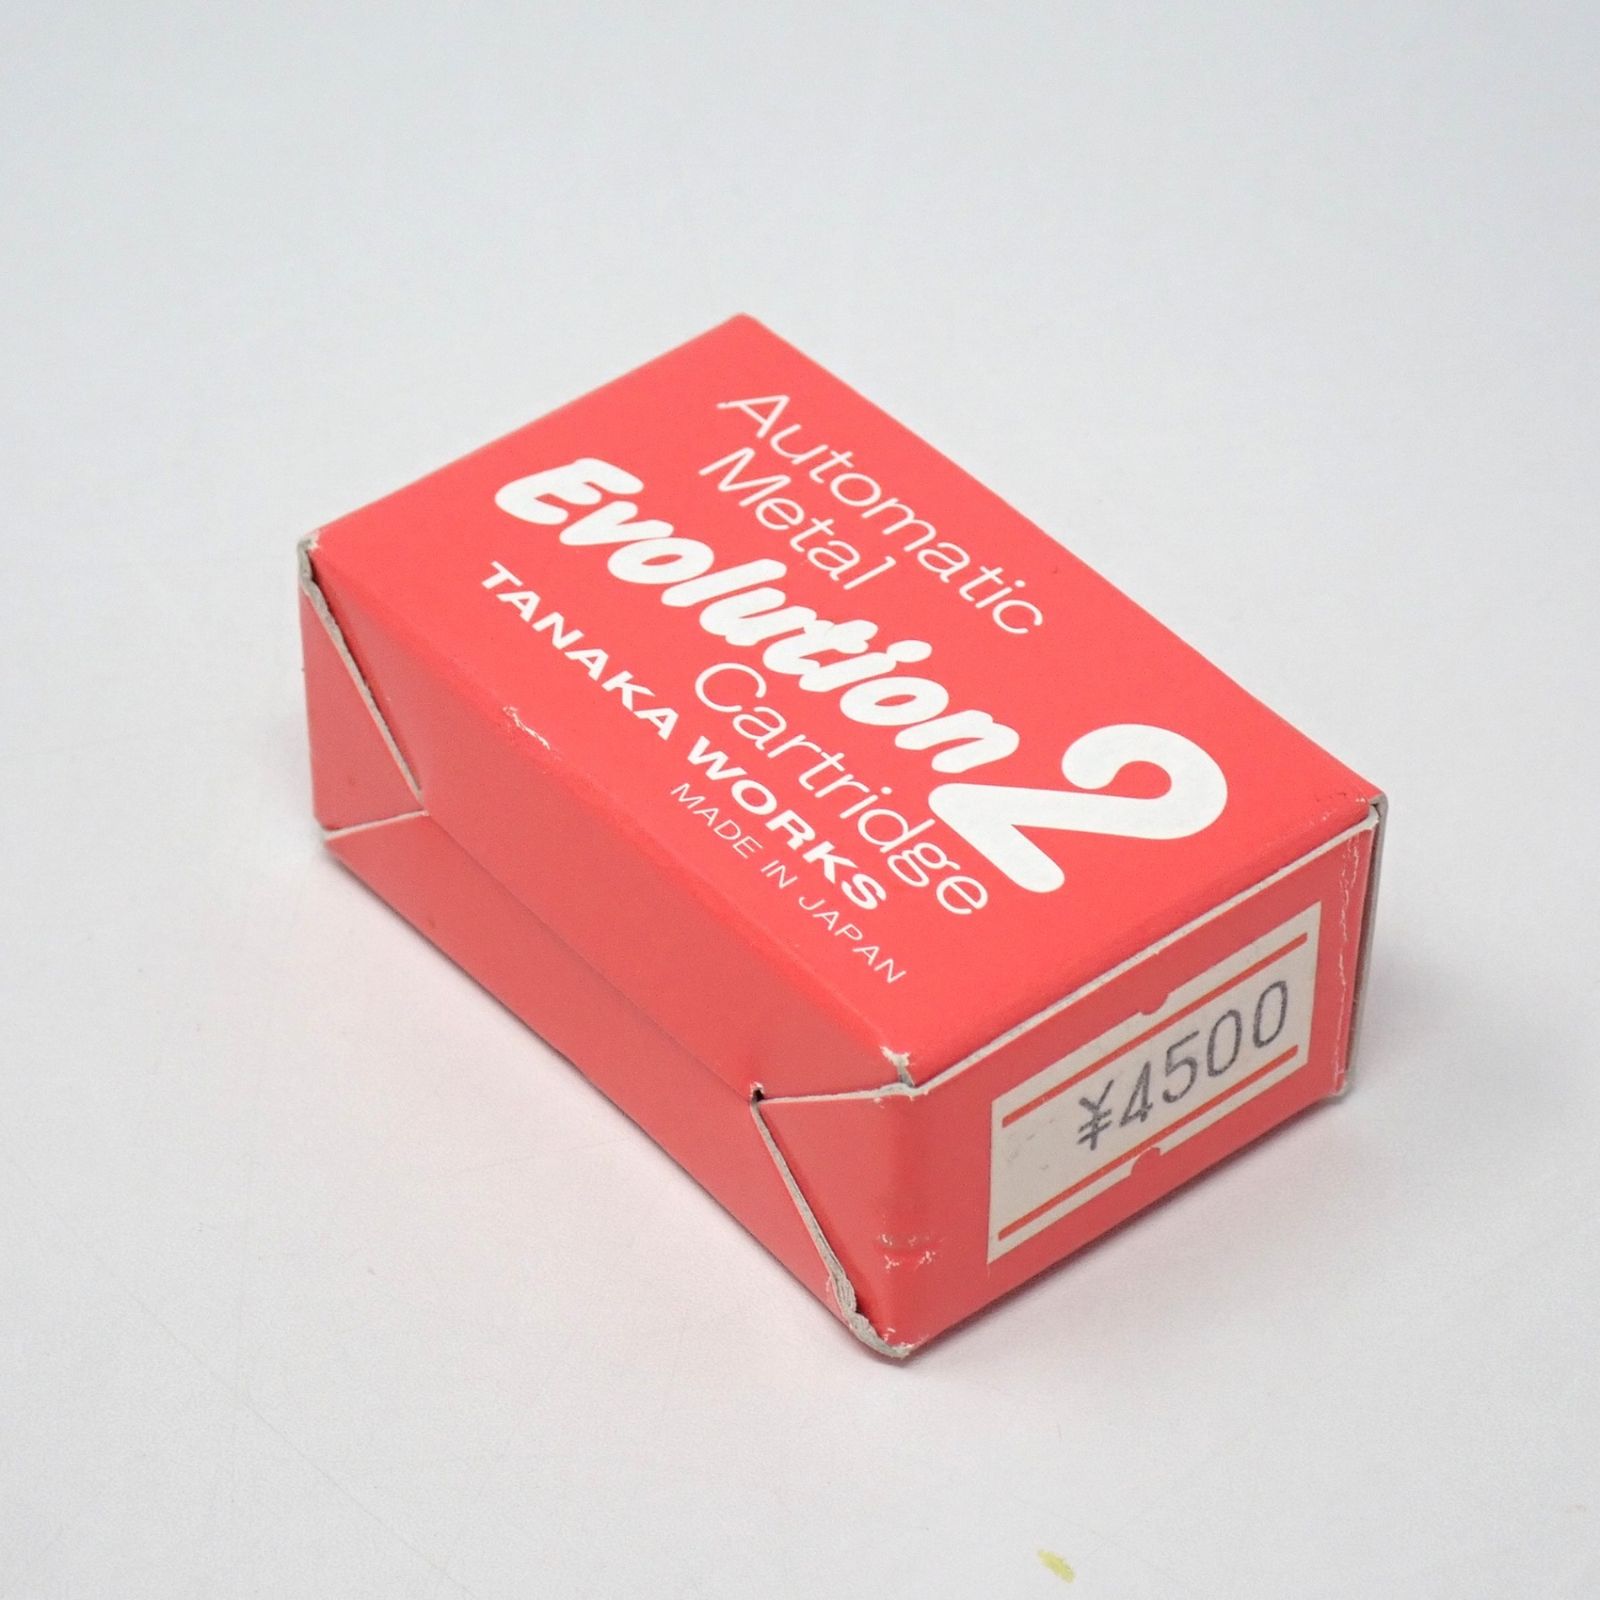 Automatic
Metal
Evolution 2
Cartridge
TANAKA WORKS
MADE IN JAPAN
¥4500